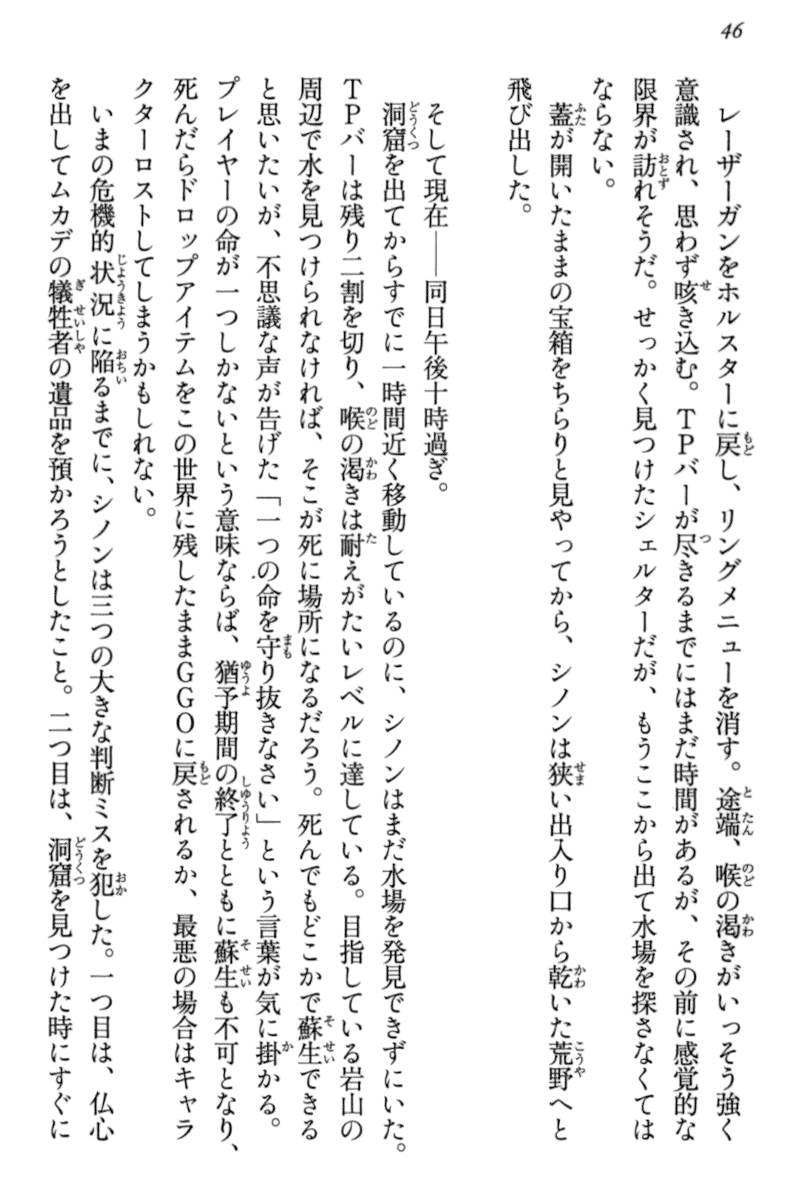 46
レーザーガンをホルスターに戻し、リングメニューを消す。途端、喉の渇きがいっそう強く
意識され、思わず咳き込む。TPバーが尽きるまでにはまだ時間があるが、その前に感覚的な
限界が訪れそうだ。せっかく見つけたシェルターだが、もうここから出て水場を探さなくては
ならない。
蓋が開いたままの宝箱をちらりと見やってから、シノンは狭い出入り口から乾いた荒野へと
飛び出した。
そして現在――同日午後十時過ぎ。
洞窟を出てからすでに一時間近く移動しているのに、シノンはまだ水場を発見できずにいた。
TPバーは残り二割を切り、喉の渇きは耐えがたいレベルに達している。目指している岩山の
周辺で水を見つけられなければ、そこが死に場所になるだろう。死んでもどこかで蘇生できる
と思いたいが、不思議な声が告げた「一つの命を守り抜きなさい」という言葉が気に掛かる。
プレイヤーの命が一つしかないという意味ならば、猶予期間の終了とともに蘇生も不可となり、
死んだらドロップアイテムをこの世界に残したままGGOに戻されるか、最悪の場合はキャラ
クターロストしてしまうかもしれない。
いまの危機的状況に陥るまでに、シノンは三つの大きな判断ミスを犯した。一つ目は、仏心
を出してムカデの犠牲者の遺品を預かろうとしたこと。二つ目は、洞窟を見つけた時にすぐに